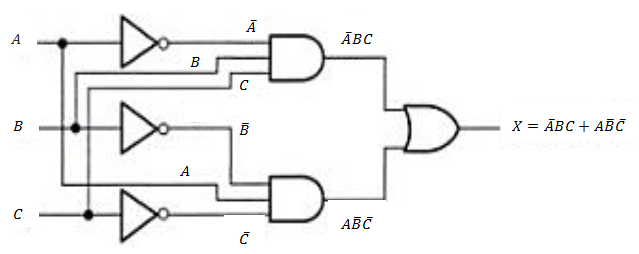 A
Ā
ĀBC
B
C
B
B̄
X = ĀBC + AB̄C̄
A
C
C̄
AB̄C̄